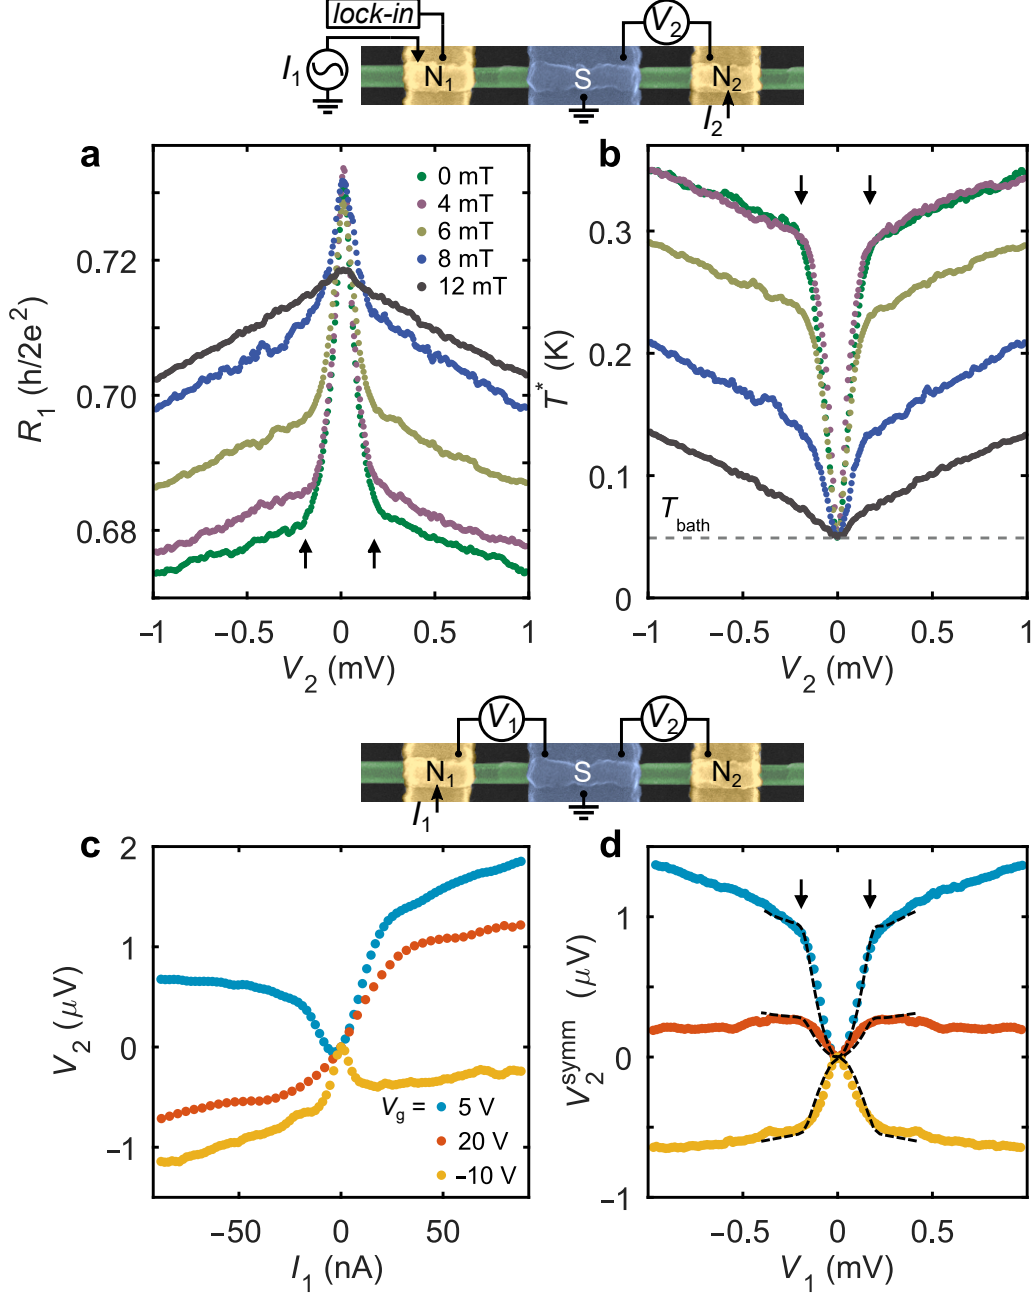 lock-in
I₁
N₁
S
N₂
V₂
I₂
a
0 mT
4 mT
6 mT
8 mT
12 mT
R₁ (h/2e²)
0.72
0.70
0.68
−1
−0.5
0
0.5
1
V₂ (mV)
b
T* (K)
0.3
0.2
0.1
0
T_bath
−1
−0.5
0
0.5
1
V₂ (mV)
V₁
V₂
N₁
S
N₂
I₁
c
V₂ (μV)
2
1
0
−1
V_g =
5 V
20 V
−10 V
−50
0
50
I₁ (nA)
d
V₂^symm (μV)
1
0
−1
−0.5
0
0.5
V₁ (mV)